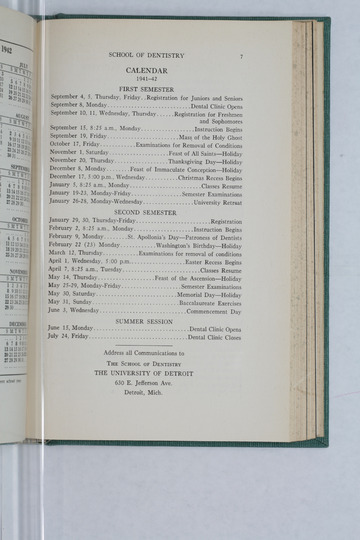 1942
JULY
AUGUST
SEPTEMBER
OCTOBER
NOVEMBER
DECEMBER
SCHOOL OF DENTISTRY 7
CALENDAR
1941-42
FIRST SEMESTER
September 4, 5, Thursday, Friday..Registration for Juniors and Seniors
September 8, Monday....................Dental Clinic Opens
September 10, 11, Wednesday, Thursday.....Registration for Freshmen
and Sophomores
September 15, 8:25 a.m., Monday................Instruction Begins
September 19, Friday....................Mass of the Holy Ghost
October 17, Friday............Examinations for Removal of Conditions
November 1, Saturday................Feast of All Saints—Holiday
November 20, Thursday................Thanksgiving Day—Holiday
December 8, Monday......Feast of Immaculate Conception—Holiday
December 17, 5:00 p.m., Wednesday..........Christmas Recess Begins
January 5, 8:25 a.m., Monday....................Classes Resume
January 19-23, Monday-Friday................Semester Examinations
January 26-28, Monday-Wednesday................University Retreat
SECOND SEMESTER
January 29, 30, Thursday-Friday....................Registration
February 2, 8:25 a.m., Monday................Instruction Begins
February 9, Monday.......St. Apollonia's Day—Patroness of Dentists
February 22 (23) Monday..........Washington's Birthday—Holiday
March 12, Thursday..........Examinations for removal of conditions
April 1, Wednesday, 5:00 p.m................Easter Recess Begins
April 7, 8:25 a.m., Tuesday....................Classes Resume
May 14, Thursday................Feast of the Ascension—Holiday
May 25-29, Monday-Friday................Semester Examinations
May 30, Saturday....................Memorial Day—Holiday
May 31, Sunday....................Baccalaureate Exercises
June 3, Wednesday....................Commencement Day
SUMMER SESSION
June 15, Monday....................Dental Clinic Opens
July 24, Friday....................Dental Clinic Closes
Address all Communications to
THE SCHOOL OF DENTISTRY
THE UNIVERSITY OF DETROIT
630 E. Jefferson Ave.
Detroit, Mich.